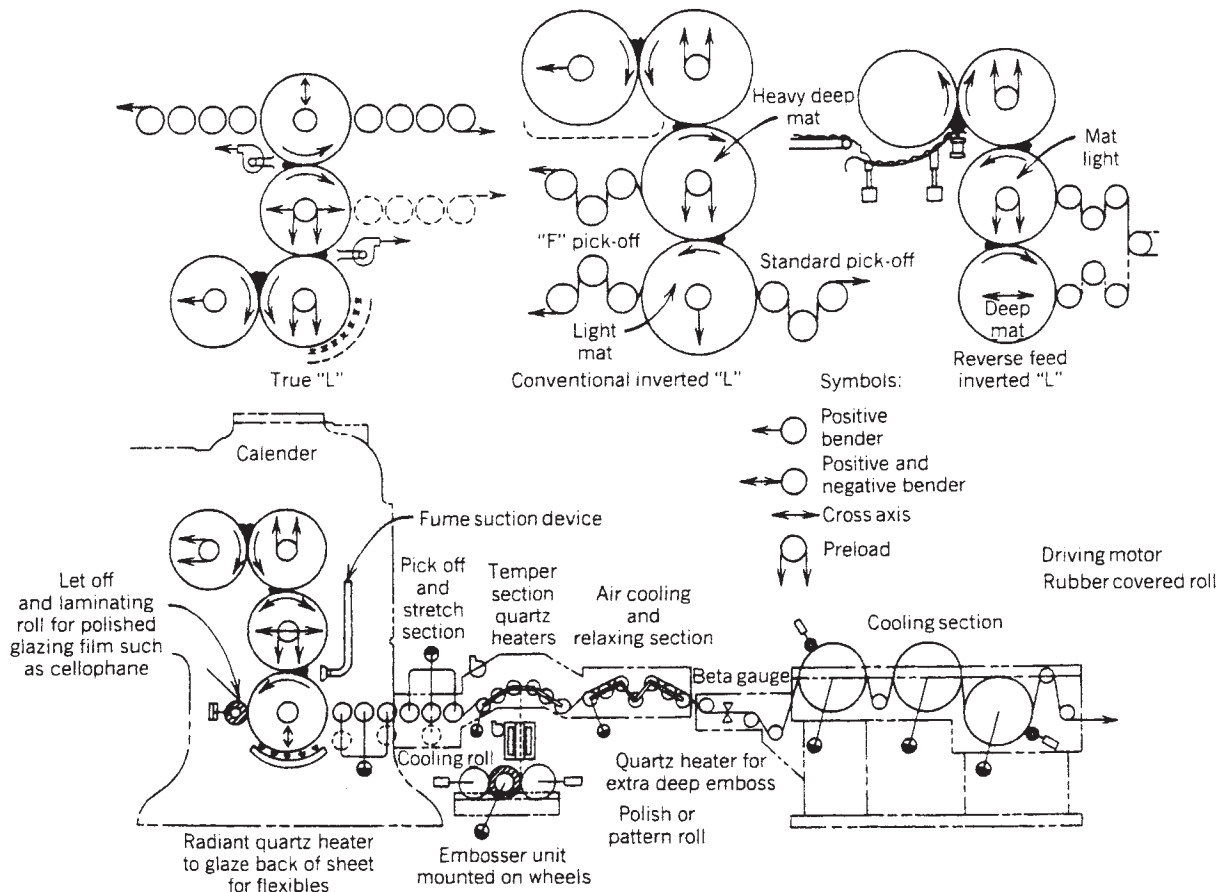 Heavy deep
mat
Mat
light
"F" pick-off
Standard pick-off
Light
mat
Deep
mat
True "L"
Conventional inverted "L"
Reverse feed
inverted "L"
Symbols:
Positive
bender
Positive and
negative bender
Cross axis
Preload
Calender
Fume suction device
Let off
and laminating
roll for polished
glazing film such
as cellophane
Pick off
and
stretch
section
Temper
section
quartz
heaters
Air cooling
and
relaxing section
Beta gauge
Cooling section
Driving motor
Rubber covered roll
Cooling roll
Quartz heater for
extra deep emboss
Polish or
pattern roll
Radiant quartz heater
to glaze back of sheet
for flexibles
Embosser unit
mounted on wheels